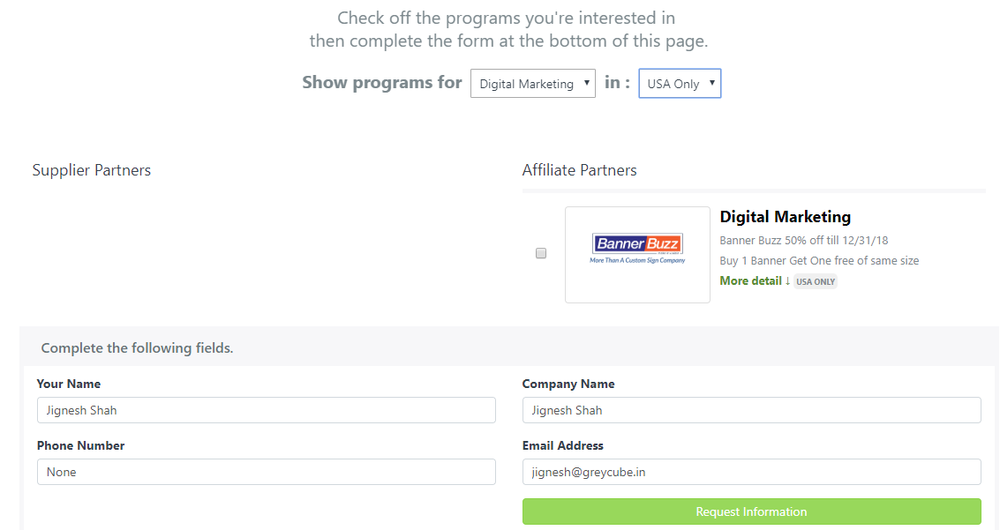 Check off the programs you're interested in
then complete the form at the bottom of this page.
Show programs for Digital Marketing in : USA Only
Supplier Partners
Affiliate Partners
Banner Buzz
More Than A Custom Sign Company
Digital Marketing
Banner Buzz 50% off till 12/31/18
Buy 1 Banner Get One free of same size
More detail ↓ USA ONLY
Complete the following fields.
Your Name
Jignesh Shah
Company Name
Jignesh Shah
Phone Number
None
Email Address
jignesh@greycube.in
Request Information